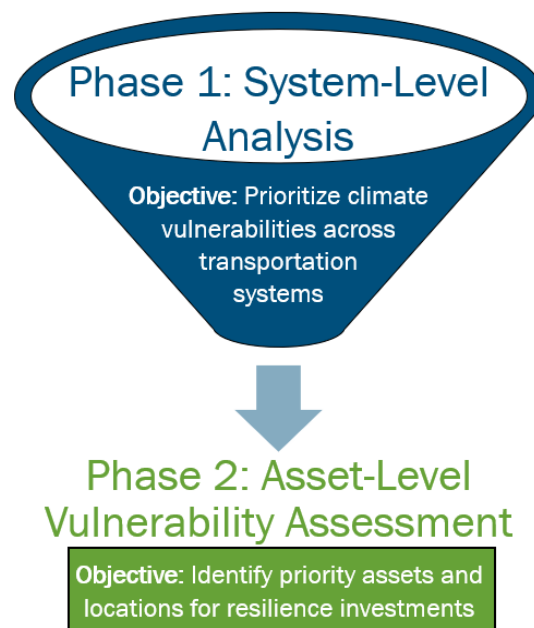 Phase 1: System-Level
Analysis
Objective: Prioritize climate
vulnerabilities across
transportation
systems
Phase 2: Asset-Level
Vulnerability Assessment
Objective: Identify priority assets and
locations for resilience investments